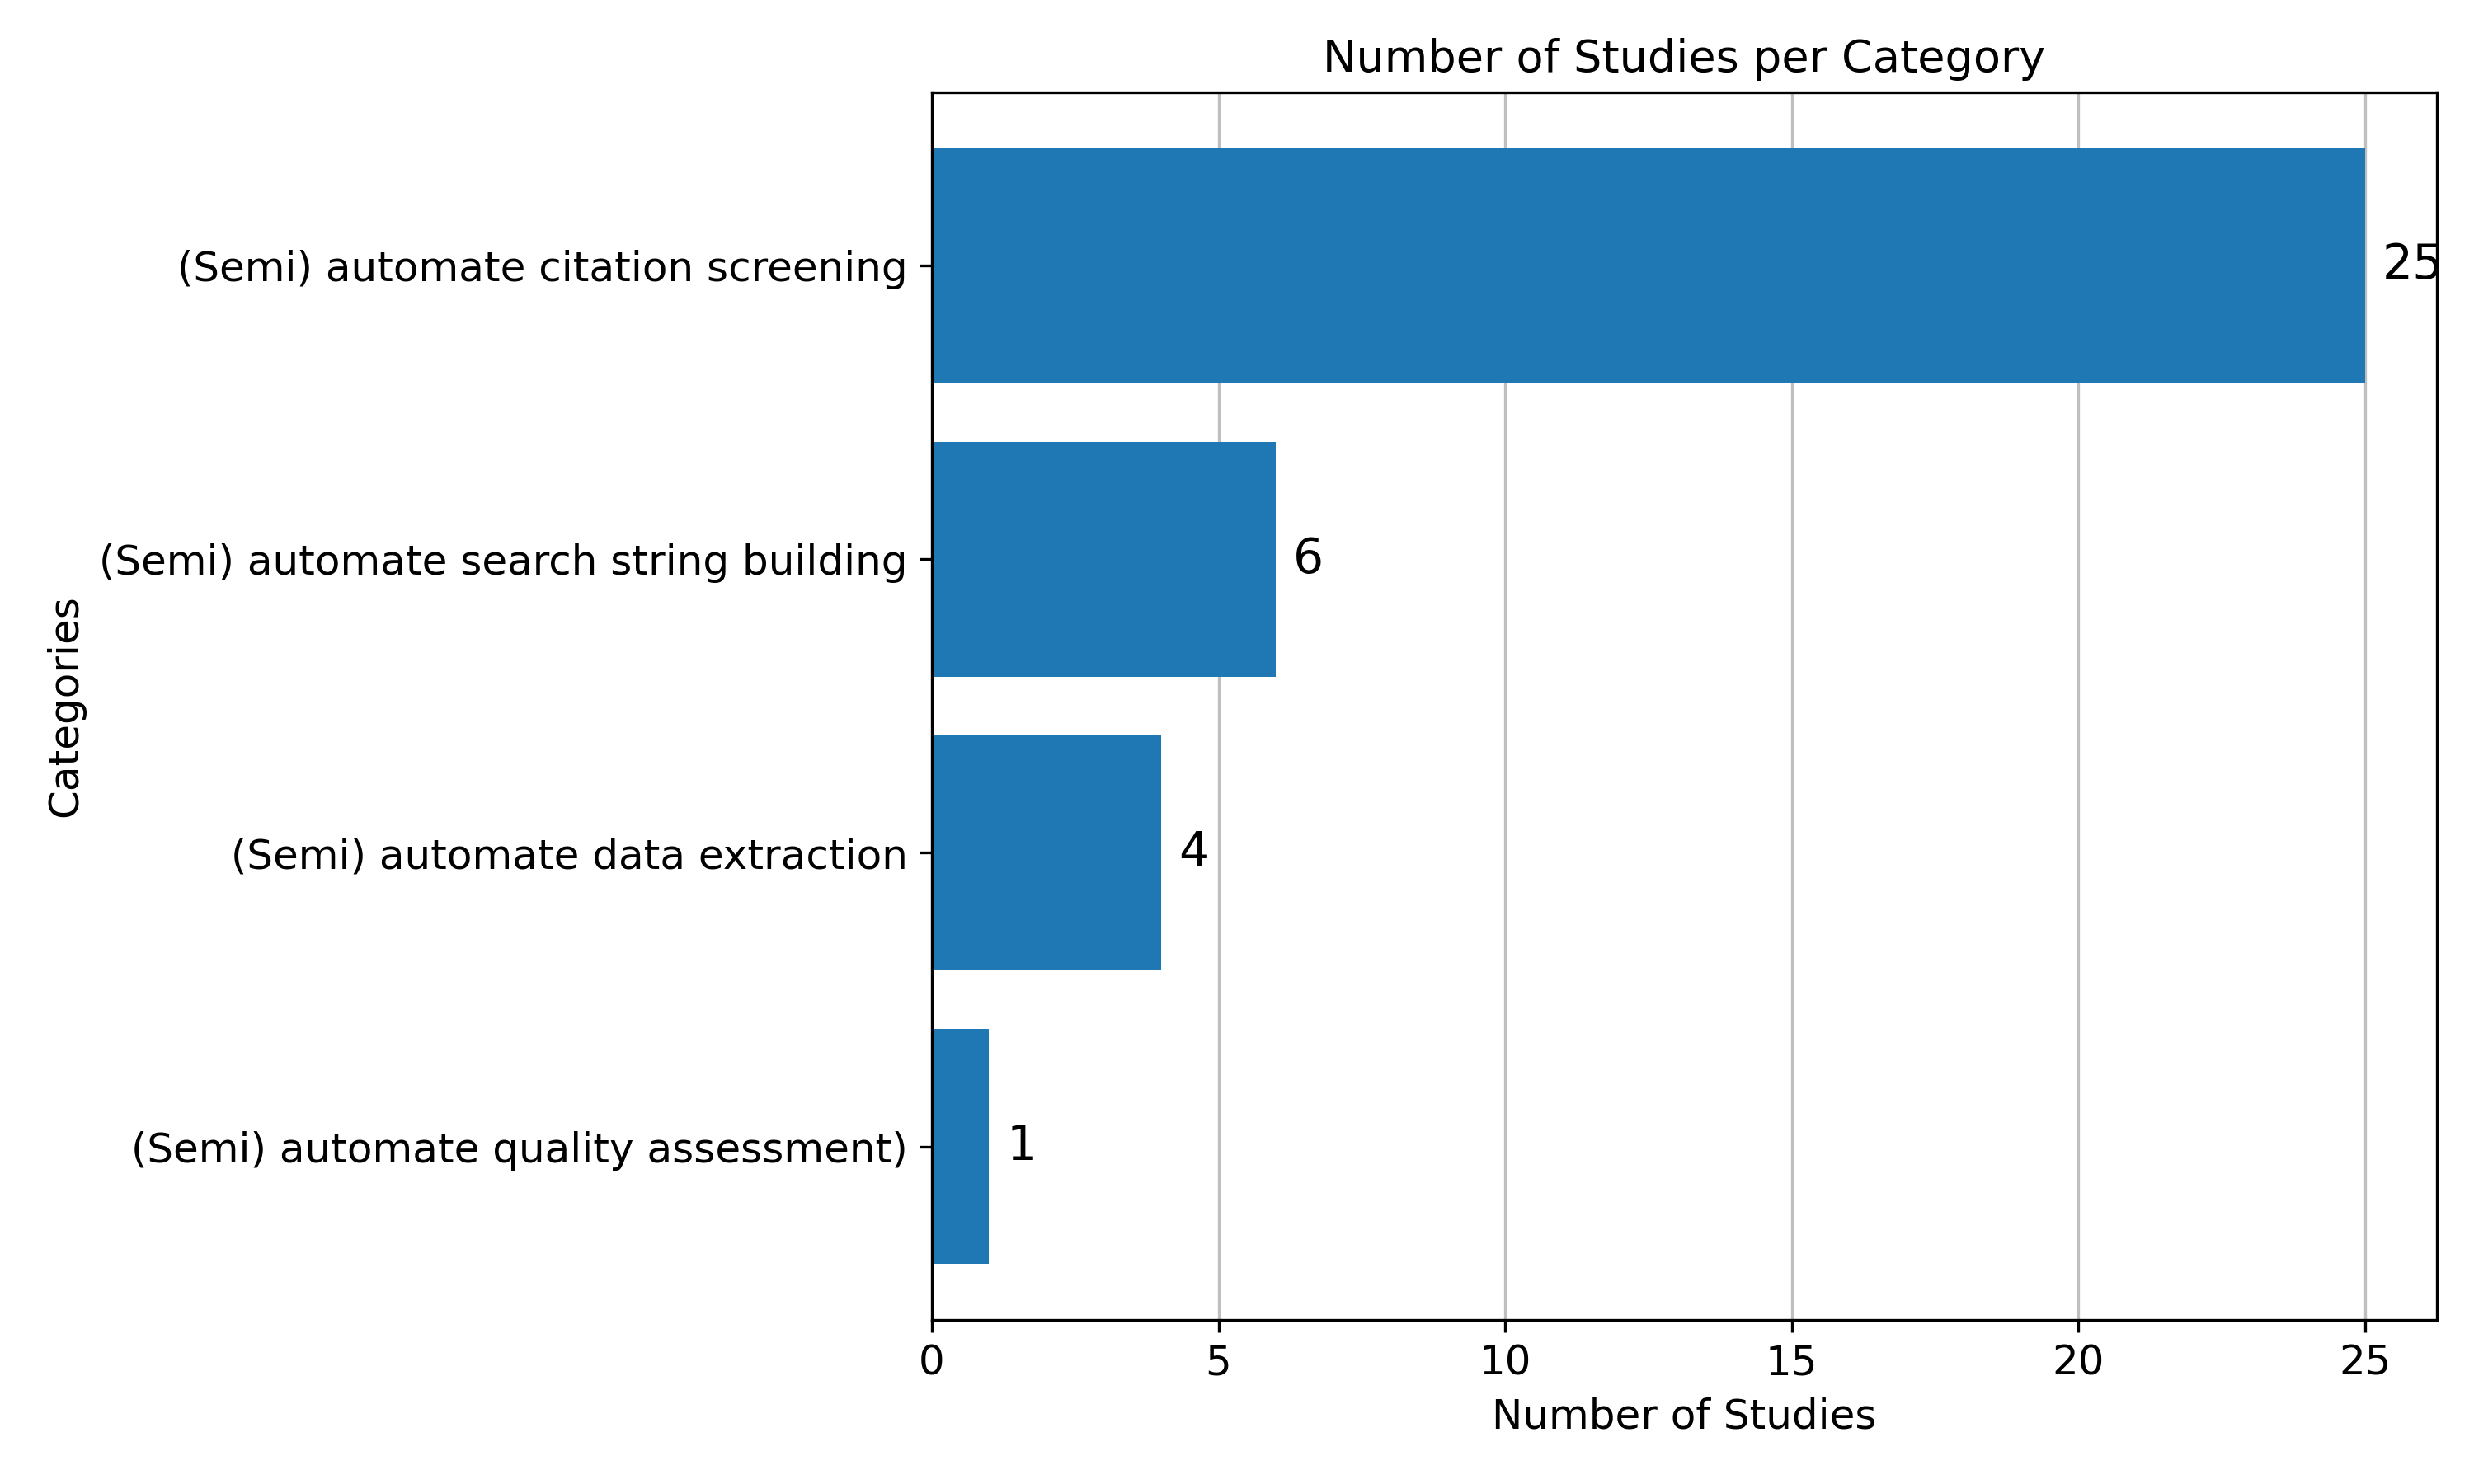 Number of Studies per Category
(Semi) automate citation screening
25
(Semi) automate search string building
6
(Semi) automate data extraction
4
(Semi) automate quality assessment)
1
Categories
0 5 10 15 20 25
Number of Studies